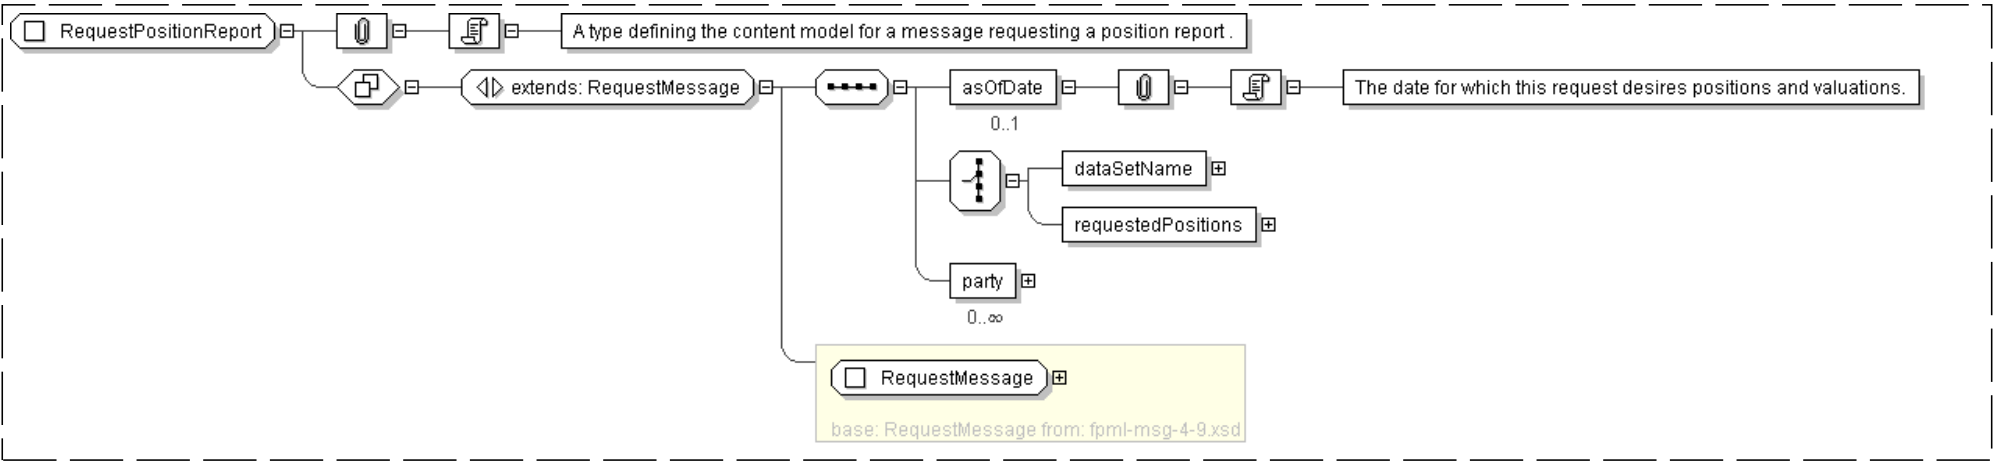 RequestPositionReport
A type defining the content model for a message requesting a position report .
extends: RequestMessage
asOfDate
The date for which this request desires positions and valuations.
0..1
dataSetName
requestedPositions
party
0..∞
RequestMessage
base: RequestMessage from: fpml-msg-4-9.xsd